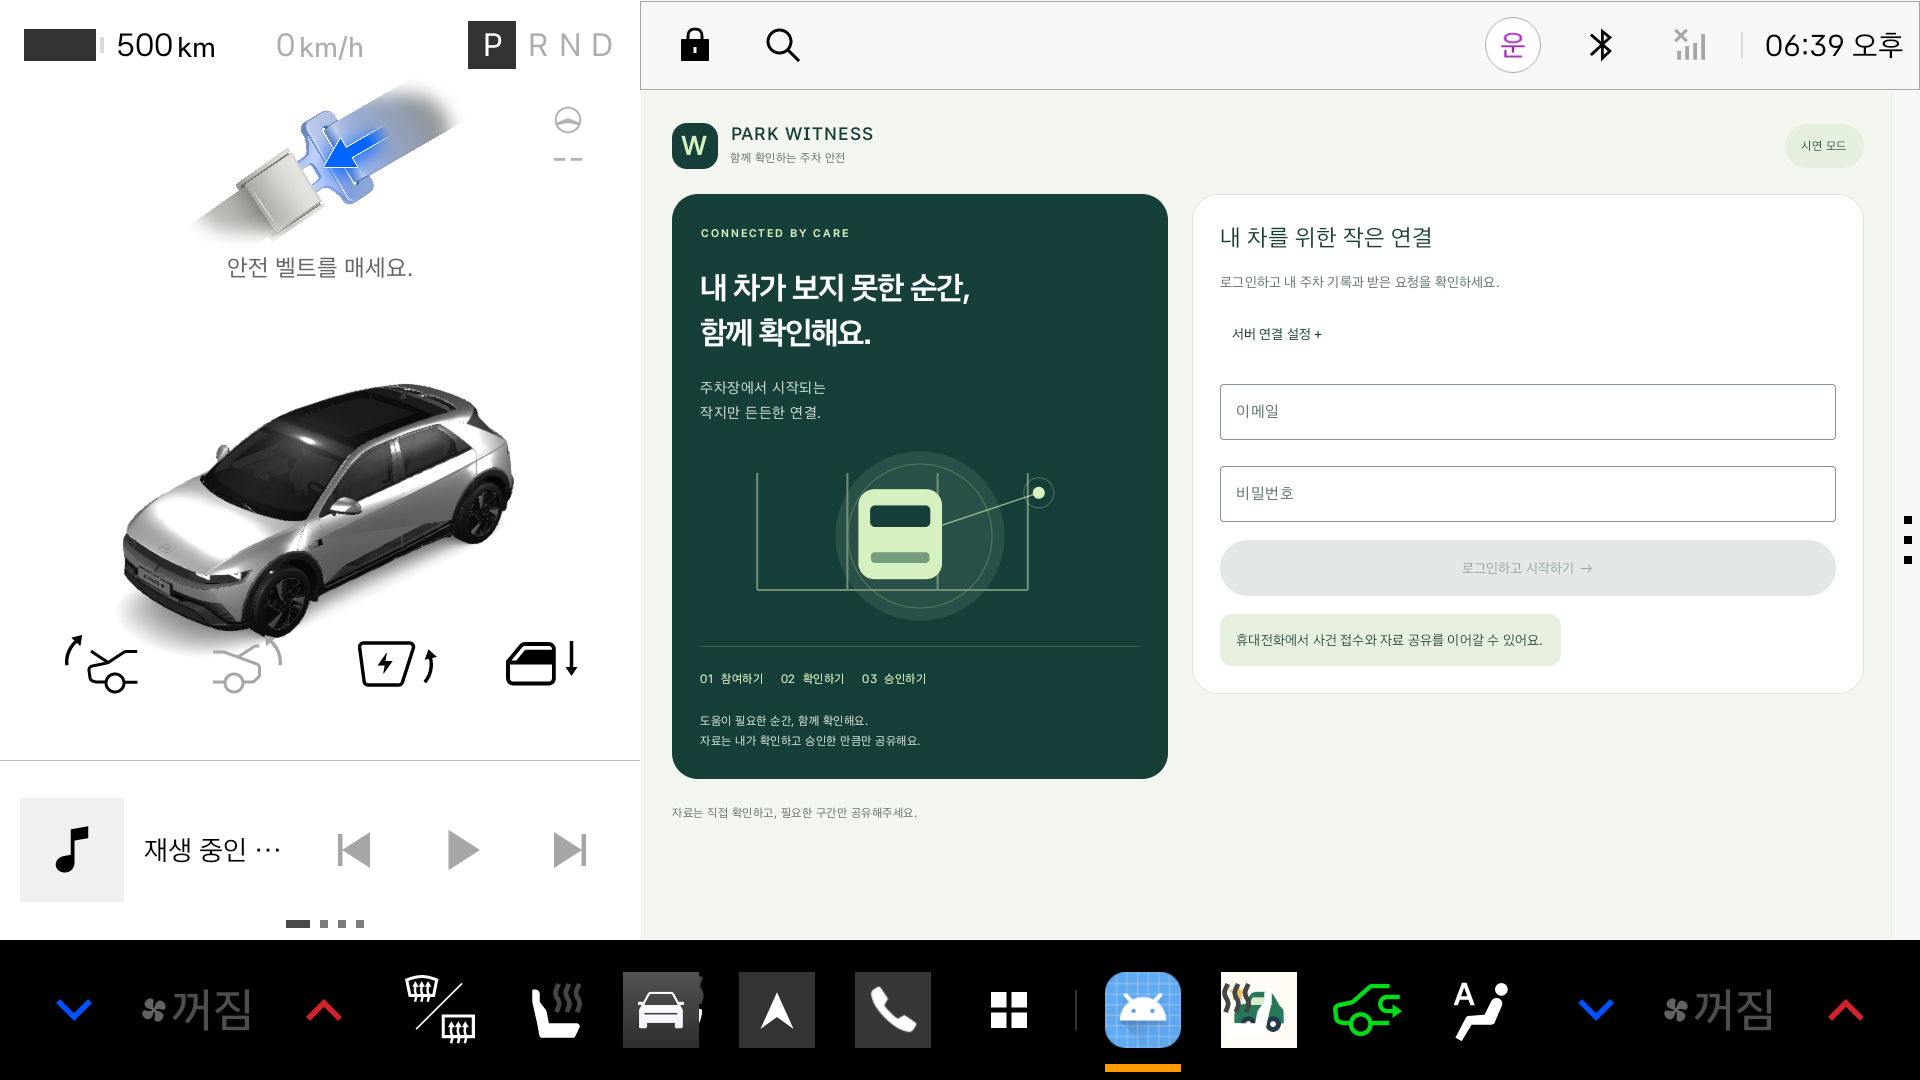 500 km
0 km/h
P R N D
운
06:39 오후
안전 벨트를 매세요.
재생 중인 ···
W
PARK WITNESS
함께 확인하는 주차 안전
시연 모드
CONNECTED BY CARE
내 차가 보지 못한 순간,
함께 확인해요.
주차장에서 시작되는
작지만 든든한 연결.
01 참여하기 02 확인하기 03 승인하기
도움이 필요한 순간, 함께 확인해요.
자료는 내가 확인하고 승인한 만큼만 공유해요.
내 차를 위한 작은 연결
로그인하고 내 주차 기록과 받은 요청을 확인하세요.
서버 연결 설정 +
이메일
비밀번호
로그인하고 시작하기 →
휴대전화에서 사건 접수와 자료 공유를 이어갈 수 있어요.
자료는 직접 확인하고, 필요한 구간만 공유해주세요.
꺼짐
A
꺼짐